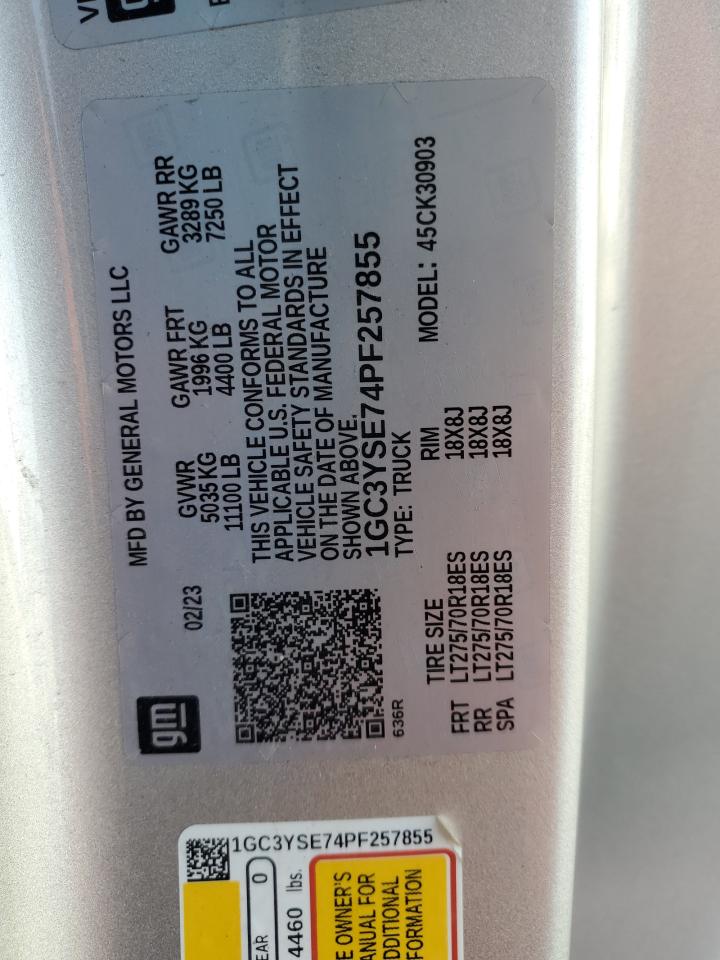 gm
MFD BY GENERAL MOTORS LLC
02/23
GVWR GAWR FRT GAWR RR
5035 KG 1996 KG 3289 KG
11100 LB 4400 LB 7250 LB
THIS VEHICLE CONFORMS TO ALL
APPLICABLE U.S. FEDERAL MOTOR
VEHICLE SAFETY STANDARDS IN EFFECT
ON THE DATE OF MANUFACTURE
SHOWN ABOVE.
1GC3YSE74PF257855
TYPE: TRUCK
636R
MODEL: 45CK30903
TIRE SIZE RIM
FRT LT275/70R18ES 18X8J
RR LT275/70R18ES 18X8J
SPA LT275/70R18ES 18X8J
1GC3YSE74PF257855
EAR 0
4460 lbs.
E OWNER'S
ANUAL FOR
DDITIONAL
FORMATION